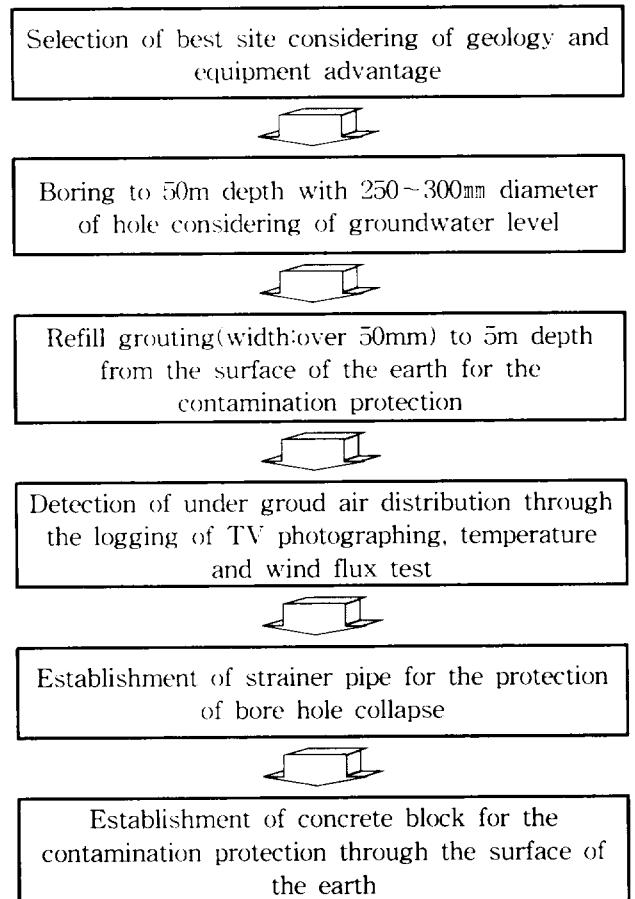 Selection of best site considering of geology and
equipment advantage
Boring to 50m depth with 250~300㎜ diameter
of hole considering of groundwater level
Refill grouting(width:over 50mm) to 5m depth
from the surface of the earth for the
contamination protection
Detection of under groud air distribution through
the logging of TV photographing, temperature
and wind flux test
Establishment of strainer pipe for the protection
of bore hole collapse
Establishment of concrete block for the
contamination protection through the surface of
the earth